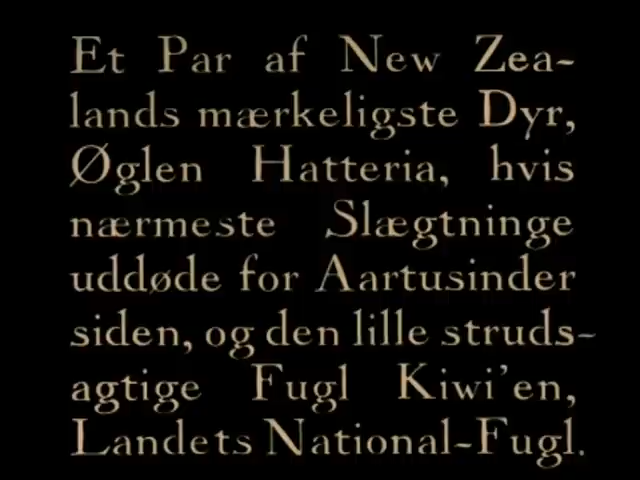 Et Par af New Zea-
lands mærkeligste Dyr,
Øglen Hatteria, hvis
nærmeste Slægtninge
uddøde for Aartusinder
siden, og den lille struds-
agtige Fugl Kiwi'en,
Landets National-Fugl.